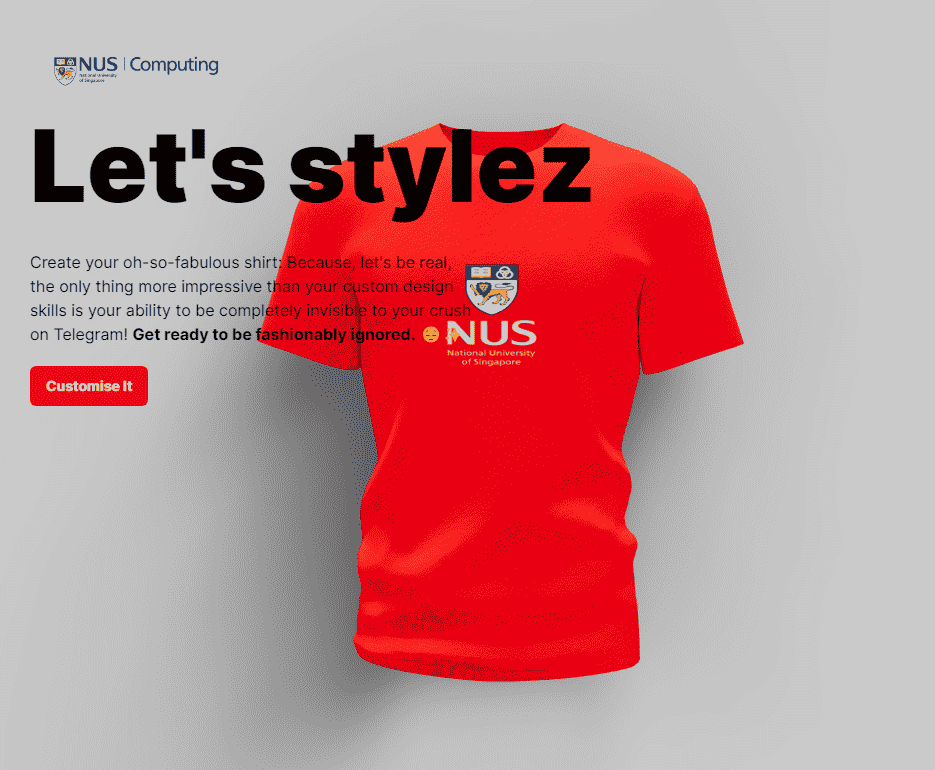 NUS | Computing
National University
of Singapore
Let's stylez
Create your oh-so-fabulous shirt: Because, let's be real,
the only thing more impressive than your custom design
skills is your ability to be completely invisible to your crush
on Telegram! Get ready to be fashionably ignored. 😔
NUS
National University
of Singapore
Customise It